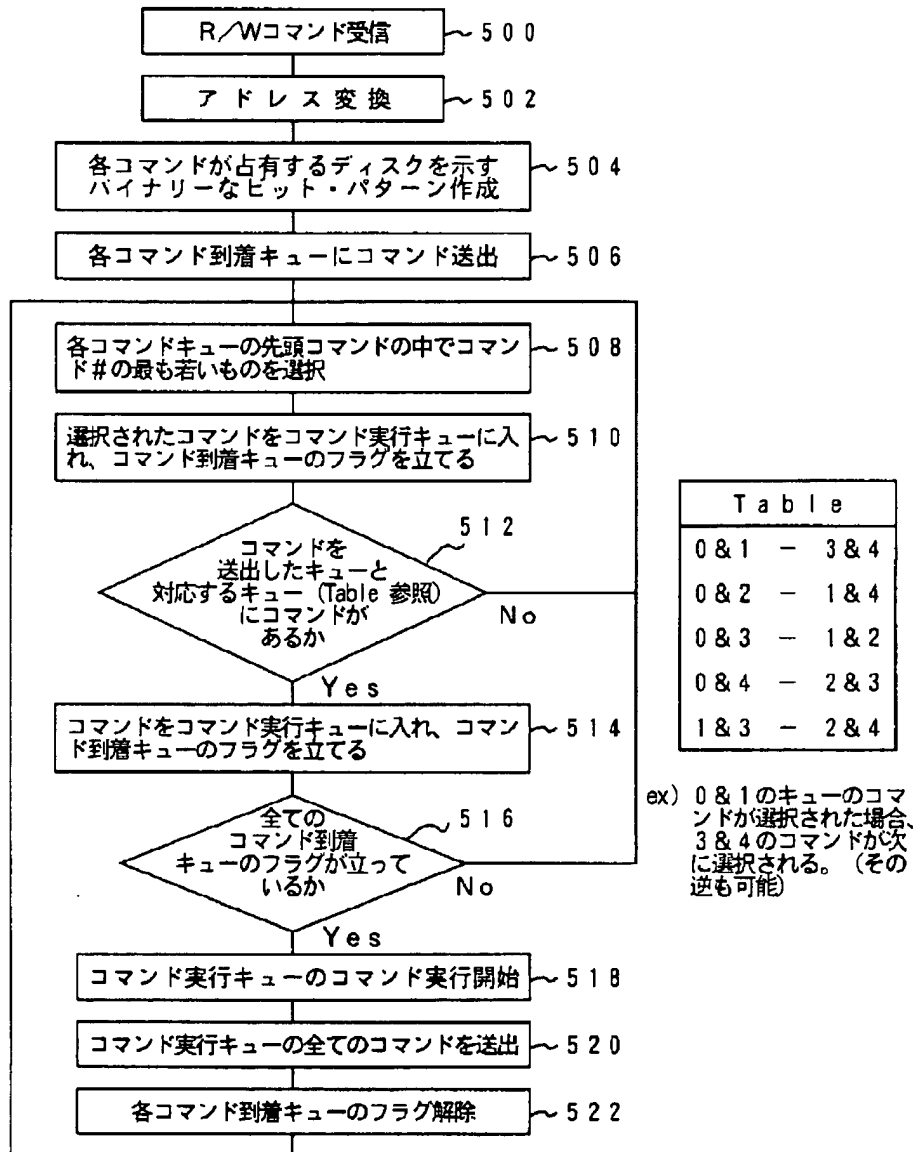 R／Wコマンド受信 ～500
アドレス変換 ～502
各コマンドが占有するディスクを示す
バイナリーなビット・パターン作成 ～504
各コマンド到着キューにコマンド送出 ～506
各コマンドキューの先頭コマンドの中でコマン
ド#の最も若いものを選択 ～508
選択されたコマンドをコマンド実行キューに入
れ、コマンド到着キューのフラグを立てる ～510
512
コマンドを
送出したキューと
対応するキュー（Table 参照）
にコマンドが
あるか
No
Yes
コマンドをコマンド実行キューに入れ、コマン
ド到着キューのフラグを立てる ～514
516
全ての
コマンド到着
キューのフラグが立って
いるか
No
Yes
コマンド実行キューのコマンド実行開始 ～518
コマンド実行キューの全てのコマンドを送出 ～520
各コマンド到着キューのフラグ解除 ～522
Table
0&1 － 3&4
0&2 － 1&4
0&3 － 1&2
0&4 － 2&3
1&3 － 2&4
ex) 0&1のキューのコマ
ンドが選択された場合、
3&4のコマンドが次
に選択される。（その
逆も可能）